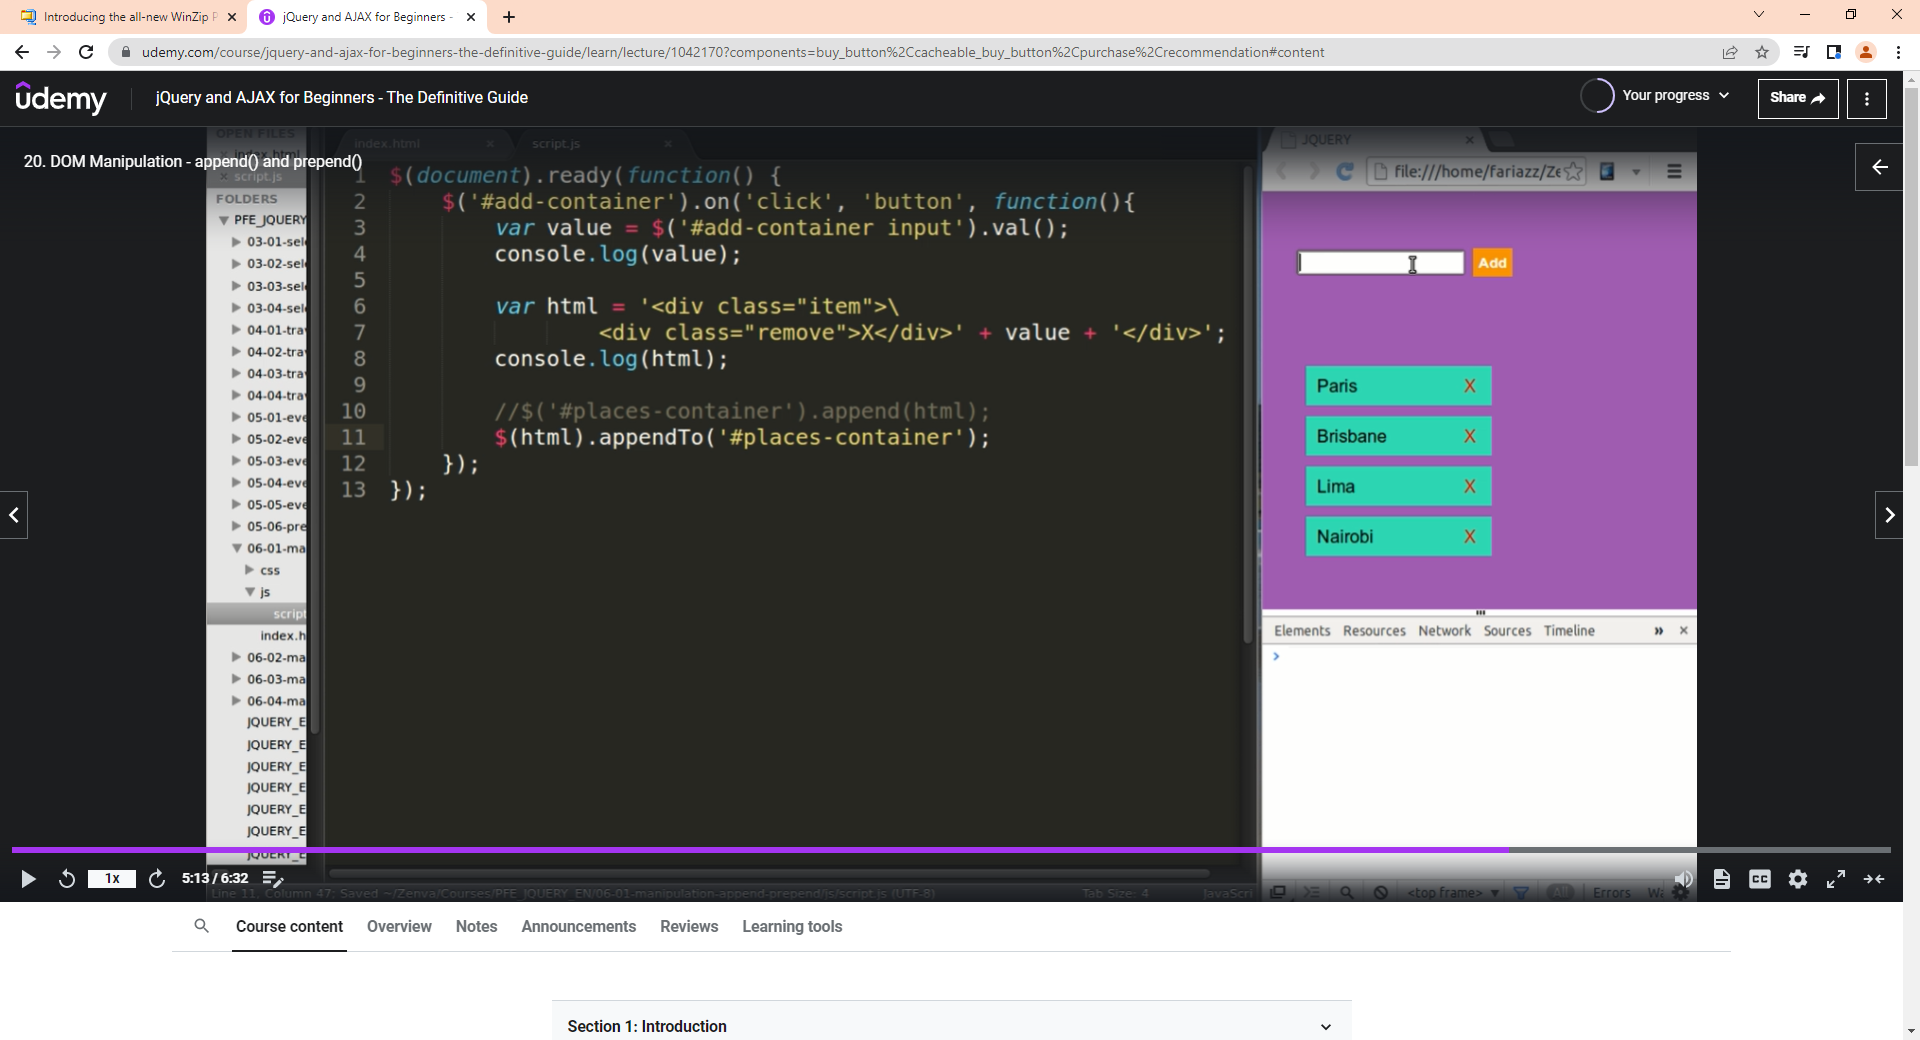 Introducing the all-new WinZip P
jQuery and AJAX for Beginners -
udemy.com/course/jquery-and-ajax-for-beginners-the-definitive-guide/learn/lecture/1042170?components=buy_button%2Ccacheable_buy_button%2Cpurchase%2Crecommendation#content
ûdemy
jQuery and AJAX for Beginners - The Definitive Guide
Your progress
Share
20. DOM Manipulation - append() and prepend()
OPEN FILES
index.html
script.js
FOLDERS
PFE_JQUERY
03-01-sel
03-02-sel
03-03-sel
03-04-sel
04-01-tra
04-02-tra
04-03-tra
04-04-tra
05-01-eve
05-02-eve
05-03-eve
05-04-eve
05-05-eve
05-06-pre
06-01-ma
css
js
script
index.h
06-02-ma
06-03-ma
06-04-ma
JQUERY_E
JQUERY_E
JQUERY_E
JQUERY_E
JQUERY_E
JQUERY_E
JQUERY_E
index.html
script.js
1 $(document).ready(function() {
2 $('#add-container').on('click', 'button', function(){
3 var value = $('#add-container input').val();
4 console.log(value);
5
6 var html = '<div class="item">\
7 <div class="remove">X</div>' + value + '</div>';
8 console.log(html);
9
10 //$('#places-container').append(html);
11 $(html).appendTo('#places-container');
12 });
13 });
JQUERY
file:///home/fariazz/Ze
Add
Paris X
Brisbane X
Lima X
Nairobi X
Elements Resources Network Sources Timeline »
>
<top frame> All Errors Wa
Line 11, Column 47; Saved ~/Zenva/Courses/PFE_JQUERY_EN/06-01-manipulation-append-prepend/js/script.js (UTF-8) Tab Size: 4 JavaScri
1x
5:13 / 6:32
CC
Course content Overview Notes Announcements Reviews Learning tools
Section 1: Introduction